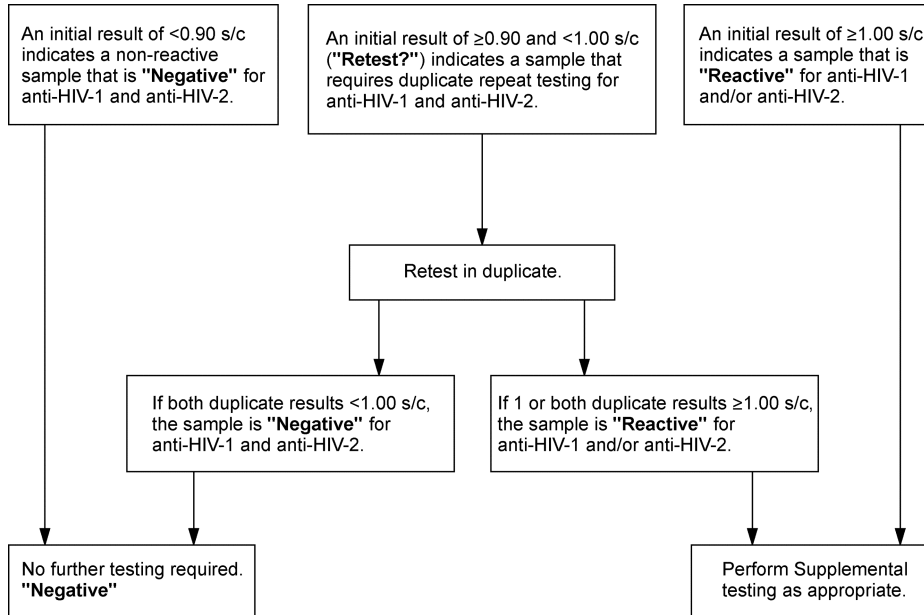 An initial result of <0.90 s/c
indicates a non-reactive
sample that is "Negative" for
anti-HIV-1 and anti-HIV-2.
An initial result of ≥0.90 and <1.00 s/c
("Retest?") indicates a sample that
requires duplicate repeat testing for
anti-HIV-1 and anti-HIV-2.
An initial result of ≥1.00 s/c
indicates a sample that is
"Reactive" for anti-HIV-1
and/or anti-HIV-2.
Retest in duplicate.
If both duplicate results <1.00 s/c,
the sample is "Negative" for
anti-HIV-1 and anti-HIV-2.
If 1 or both duplicate results ≥1.00 s/c,
the sample is "Reactive" for
anti-HIV-1 and/or anti-HIV-2.
No further testing required.
"Negative"
Perform Supplemental
testing as appropriate.